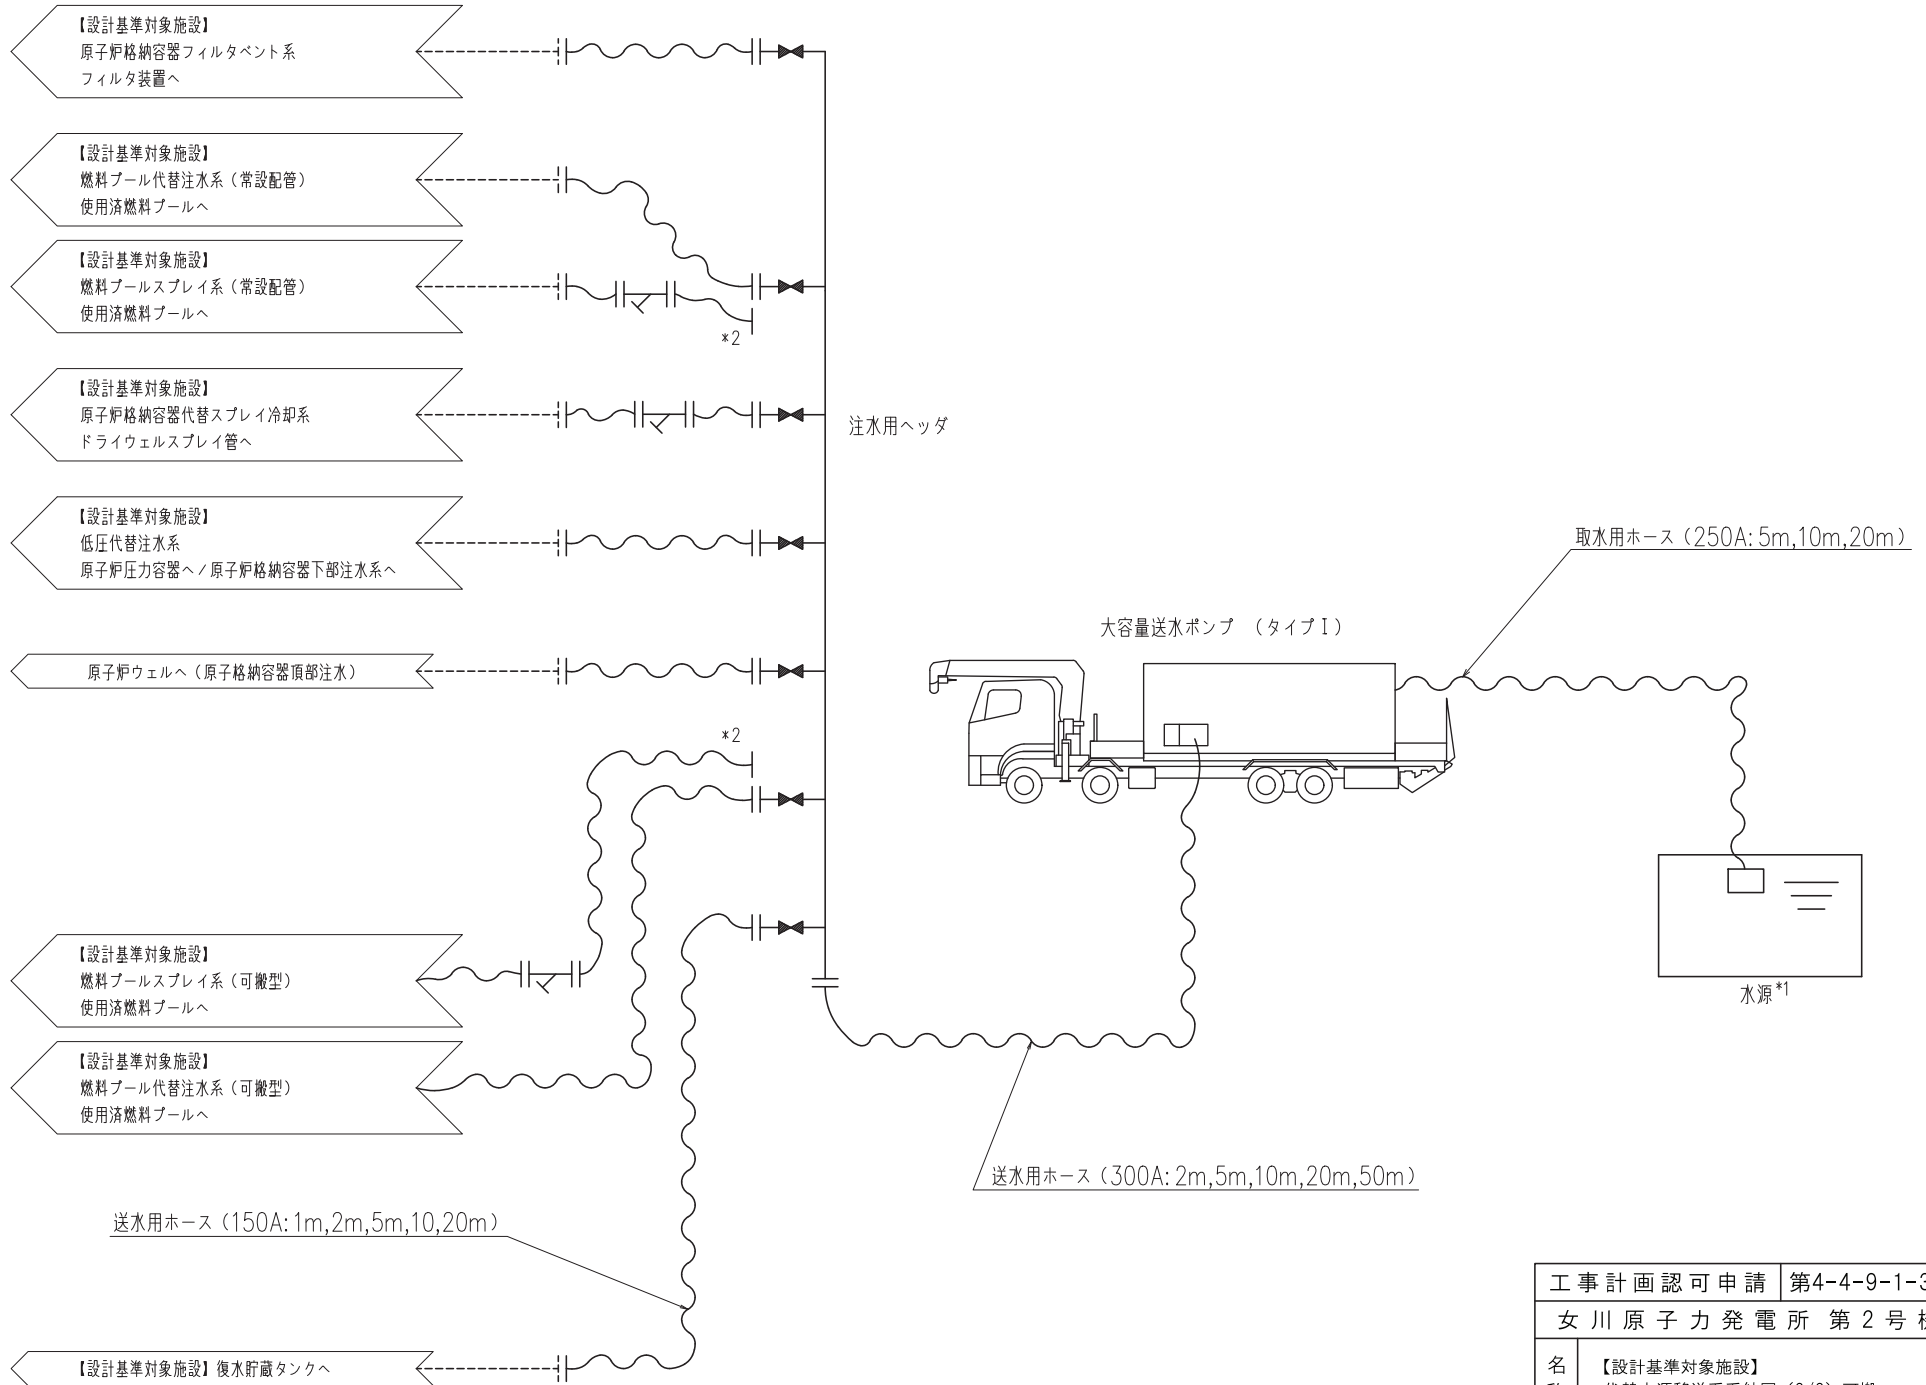 【設計基準対象施設】
原子炉格納容器フィルタベント系
フィルタ装置へ
【設計基準対象施設】
燃料プール代替注水系（常設配管）
使用済燃料プールへ
【設計基準対象施設】
燃料プールスプレイ系（常設配管）
使用済燃料プールへ
*2
【設計基準対象施設】
原子炉格納容器代替スプレイ冷却系
ドライウェルスプレイ管へ
注水用ヘッダ
【設計基準対象施設】
低圧代替注水系
原子炉圧力容器へ／原子炉格納容器下部注水系へ
取水用ホース（250A:5m,10m,20m）
大容量送水ポンプ （タイプⅠ）
原子炉ウェルへ（原子格納容器頂部注水）
*2
【設計基準対象施設】
燃料プールスプレイ系（可搬型）
使用済燃料プールへ
水源*1
【設計基準対象施設】
燃料プール代替注水系（可搬型）
使用済燃料プールへ
送水用ホース（300A:2m,5m,10m,20m,50m）
送水用ホース（150A:1m,2m,5m,10,20m）
【設計基準対象施設】復水貯蔵タンクへ
工事計画認可申請 第4-4-9-1-3
女川原子力発電所 第2号
名
【設計基準対象施設】